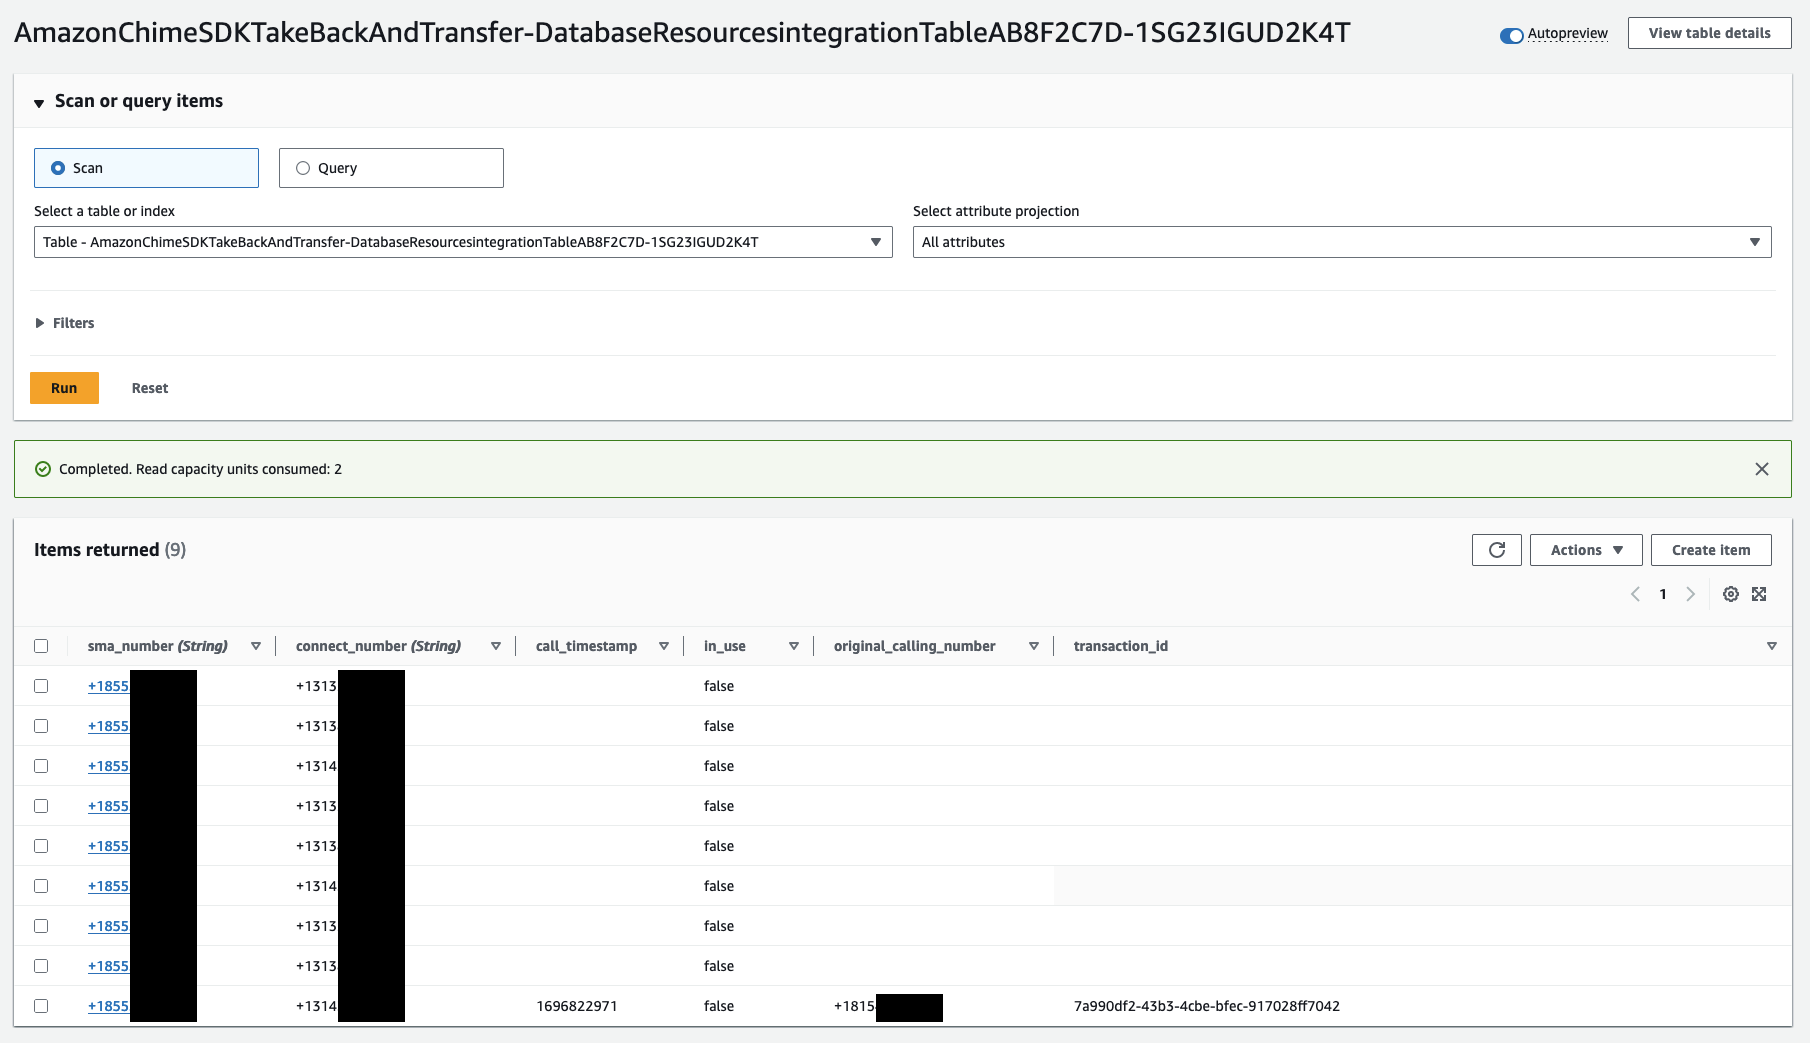 AmazonChimeSDKTakeBackAndTransfer-DatabaseResourcesintegrationTableAB8F2C7D-1SG23IGUD2K4T
Autopreview
View table details
Scan or query items
Scan
Query
Select a table or index
Select attribute projection
Table - AmazonChimeSDKTakeBackAndTransfer-DatabaseResourcesintegrationTableAB8F2C7D-1SG23IGUD2K4T
All attributes
Filters
Run
Reset
Completed. Read capacity units consumed: 2
Items returned (9)
Actions
Create item
1
sma_number (String) connect_number (String) call_timestamp in_use original_calling_number transaction_id
+1855 +1313 false
+1855 +1313 false
+1855 +1314 false
+1855 +1313 false
+1855 +1313 false
+1855 +1314 false
+1855 +1313 false
+1855 +1313 false
+1855 +1314 1696822971 false +1815 7a990df2-43b3-4cbe-bfec-917028ff7042